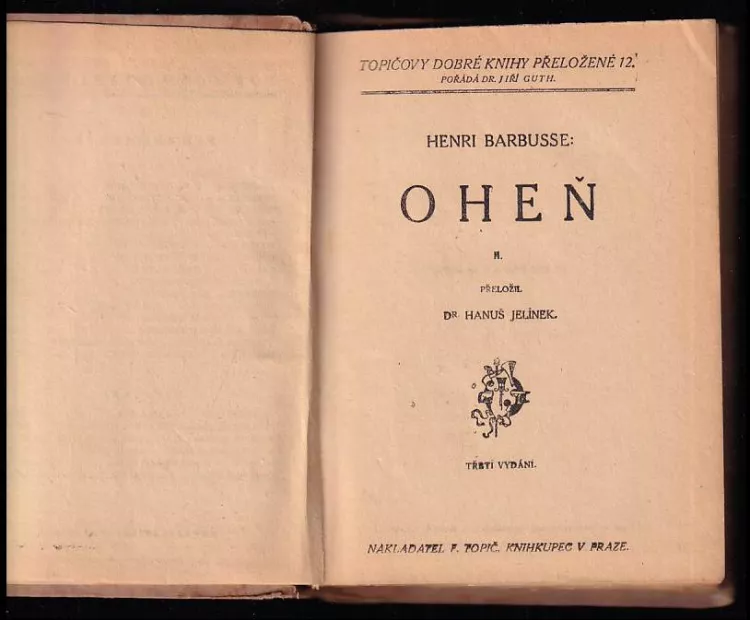 TOPIČOVY DOBRÉ KNIHY PŘELOŽENÉ 12.
POŘÁDÁ DR. JIŘÍ GUTH.
HENRI BARBUSSE:
OHEŇ
II.
PŘELOŽIL
DR. HANUŠ JELÍNEK.
TŘETÍ VYDÁNÍ.
NAKLADATEL F. TOPIČ. KNIHKUPEC V PRAZE.